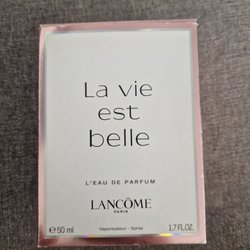 La vie
est
belle
L'EAU DE PARFUM
LANCÔME
PARIS
Vaporisateur - Spray
℮ 50 ml 1.7 FL.OZ.